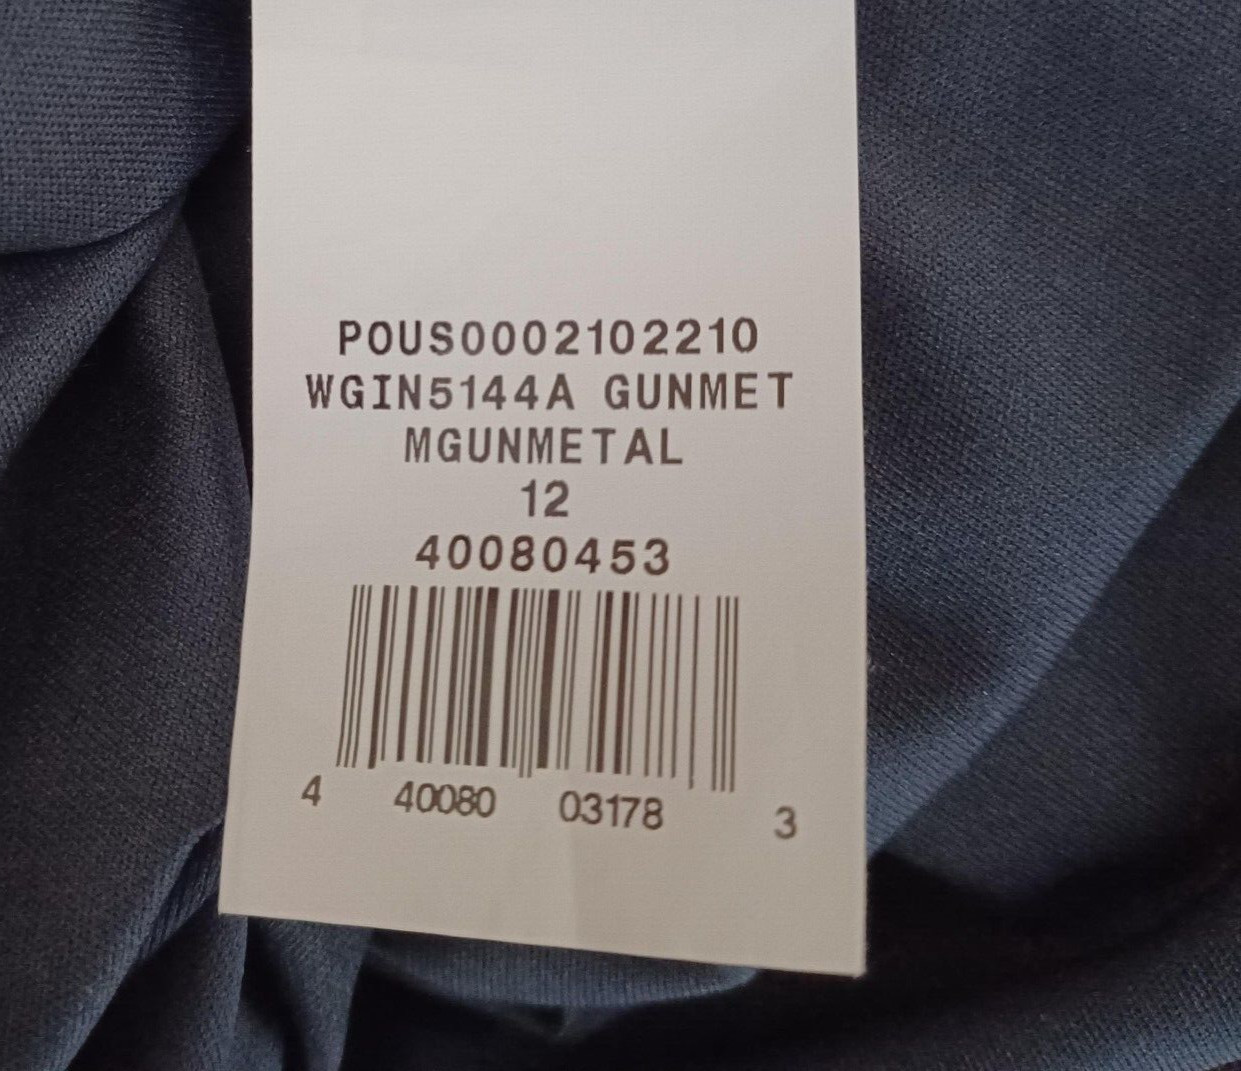 POUS0002102210
WGIN5144A GUNMET
MGUNMETAL
12
40080453
4 40080 03178 3